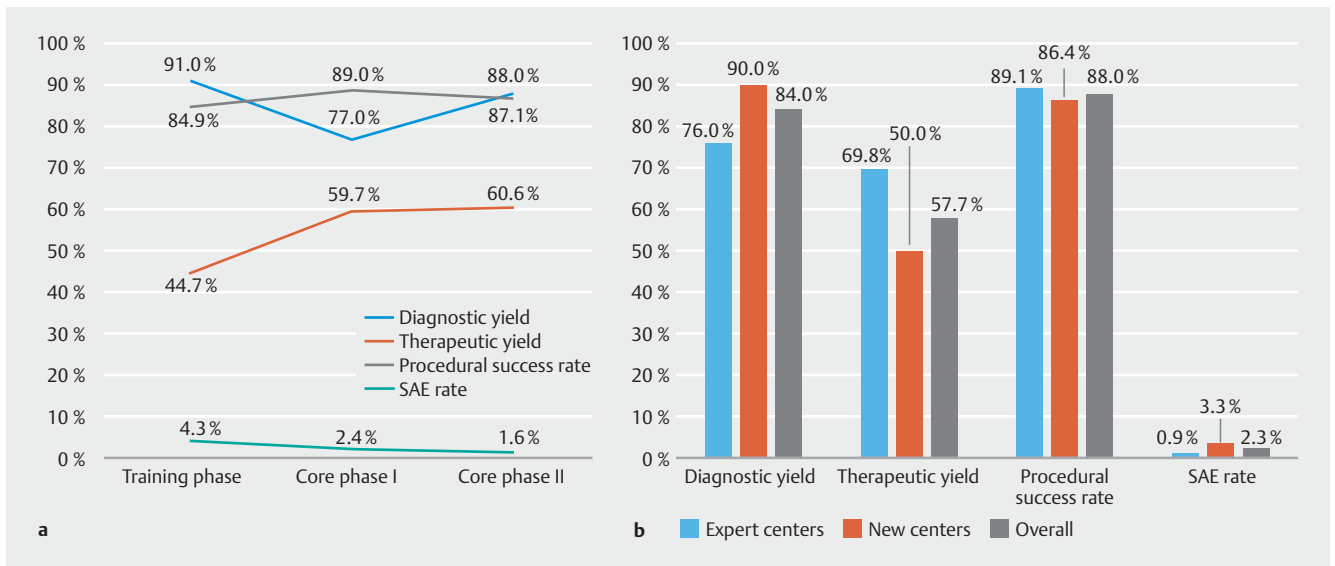 100 %
90 %
80 %
70 %
60 %
50 %
40 %
30 %
20 %
10 %
0 %
91.0 %
89.0 %
88.0 %
84.9 %
77.0 %
87.1 %
59.7 %
60.6 %
44.7 %
Diagnostic yield
Therapeutic yield
Procedural success rate
SAE rate
4.3 %
2.4 %
1.6 %
Training phase
Core phase I
Core phase II
a
100 %
90 %
80 %
70 %
60 %
50 %
40 %
30 %
20 %
10 %
0 %
76.0 %
90.0 %
84.0 %
69.8 %
50.0 %
57.7 %
89.1 %
86.4 %
88.0 %
0.9 %
3.3 %
2.3 %
Diagnostic yield
Therapeutic yield
Procedural
success rate
SAE rate
b
Expert centers
New centers
Overall